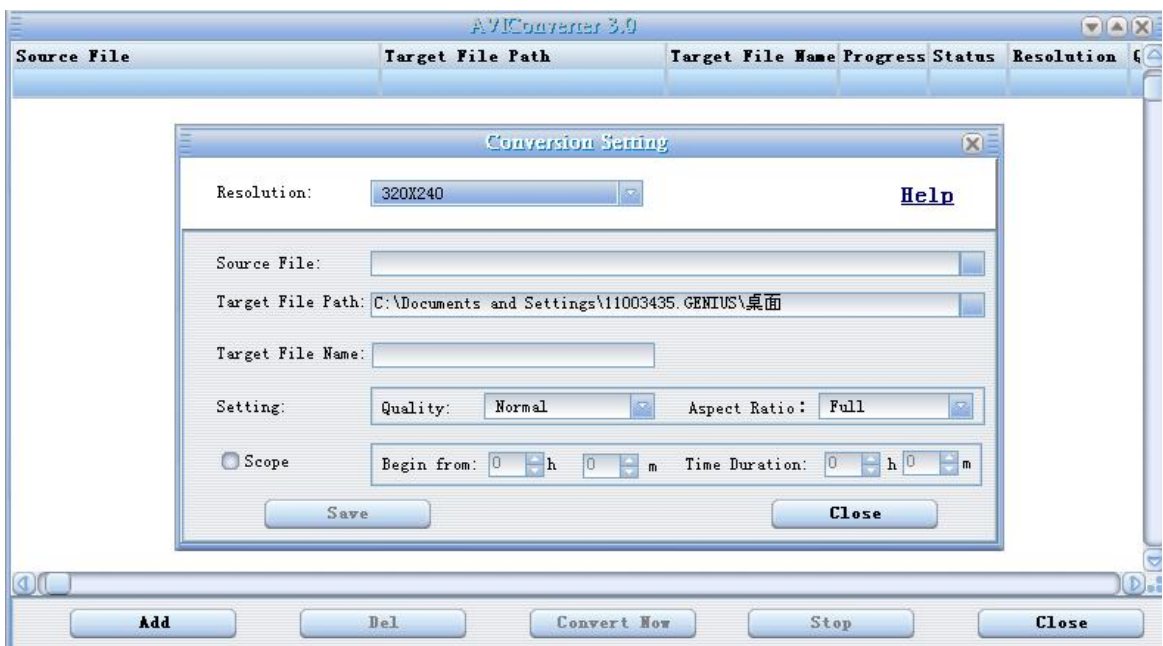 AVIConverter 3.0
Source File Target File Path Target File Name Progress Status Resolution
Conversion Setting
Resolution: 320X240 Help
Source File:
Target File Path: C:\Documents and Settings\11003435.GENIUS\桌面
Target File Name:
Setting: Quality: Normal Aspect Ratio: Full
Scope Begin from: 0 h 0 m Time Duration: 0 h 0 m
Save Close
Add Del Convert Now Stop Close